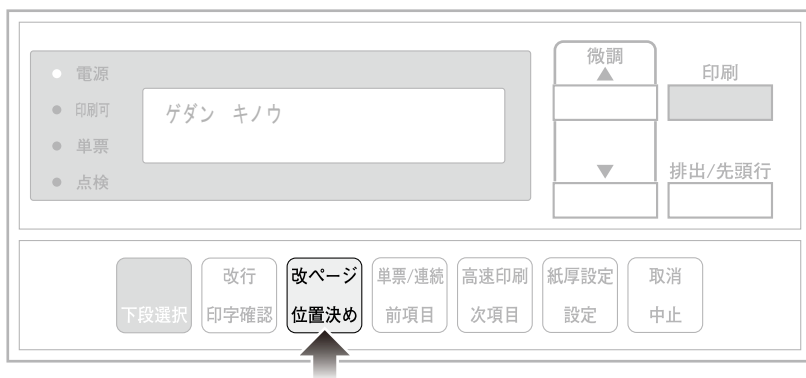 電源
印刷可
単票
点検
ゲダン キノウ
微調
▲
▼
印刷
排出/先頭行
下段選択
改行
印字確認
改ページ
位置決め
単票/連続
前項目
高速印刷
次項目
紙厚設定
設定
取消
中止